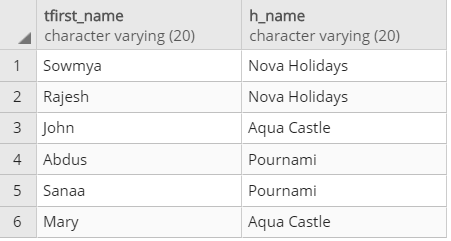 tfirst_name h_name
character varying (20) character varying (20)
1 Sowmya Nova Holidays
2 Rajesh Nova Holidays
3 John Aqua Castle
4 Abdus Pournami
5 Sanaa Pournami
6 Mary Aqua Castle